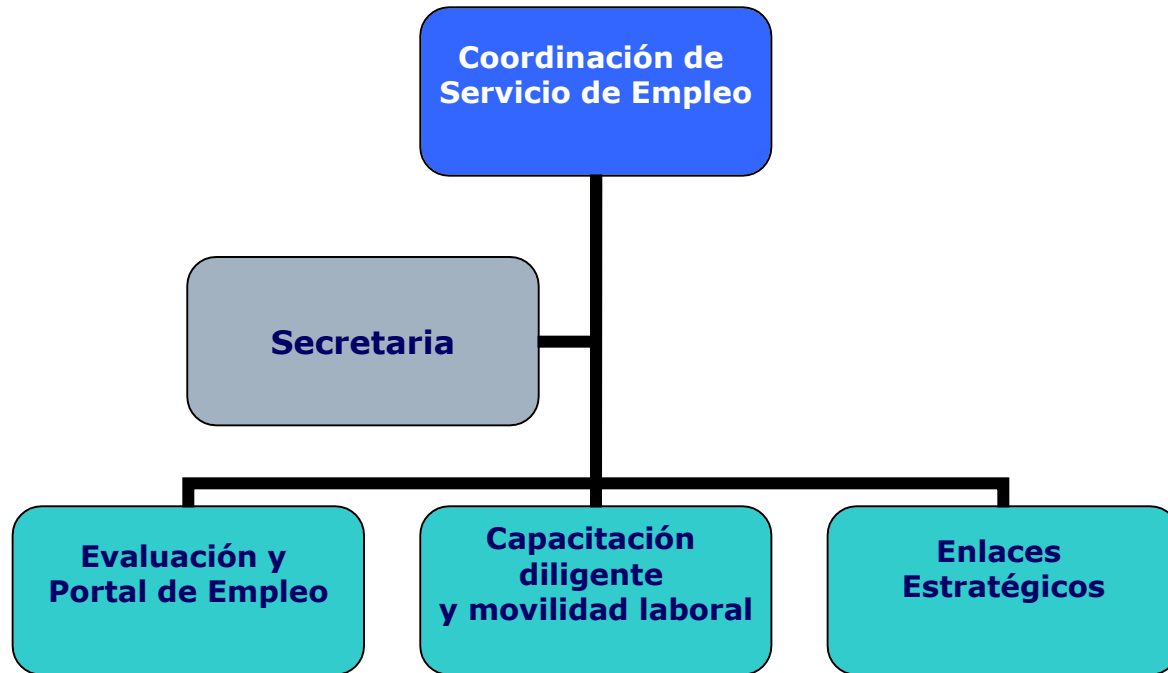 Coordinación de
Servicio de Empleo
Secretaria
Evaluación y
Portal de Empleo
Capacitación
diligente
y movilidad laboral
Enlaces
Estratégicos